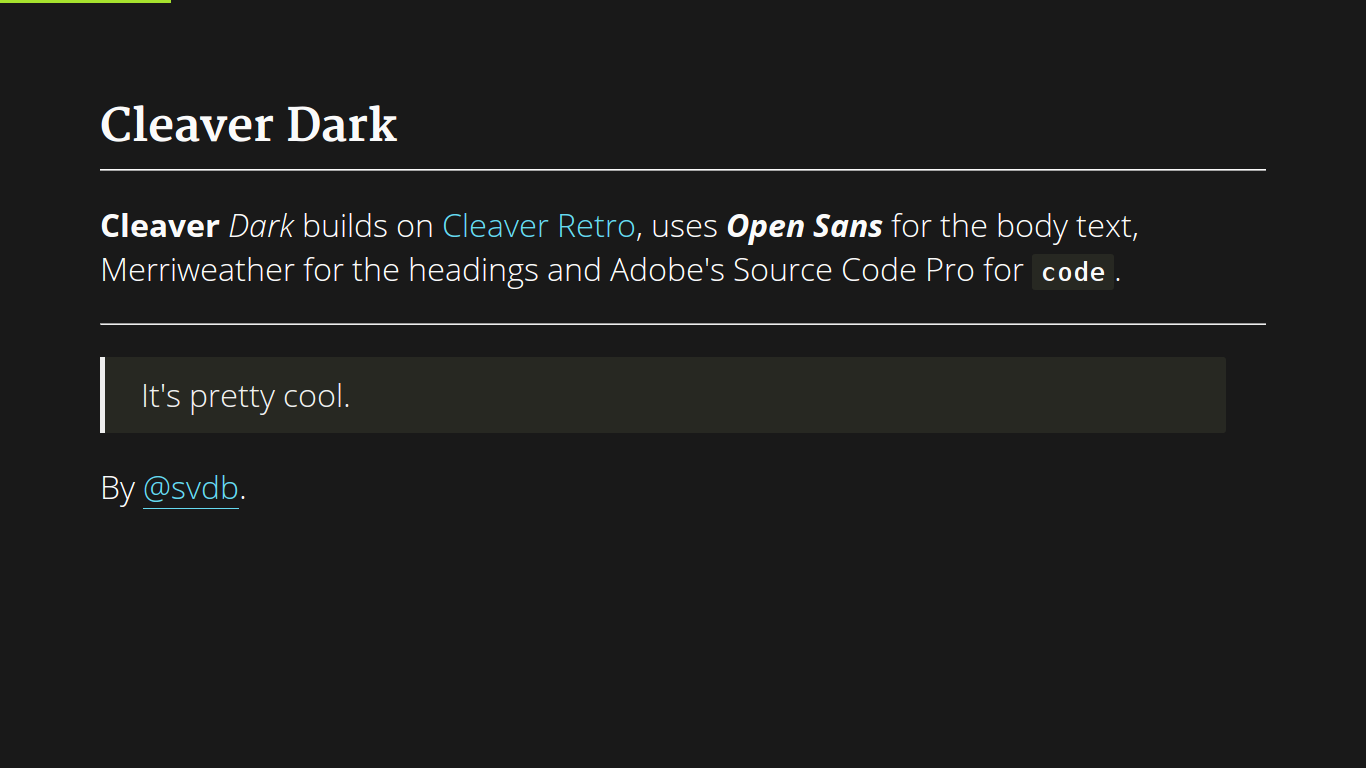 Cleaver Dark
Cleaver Dark builds on Cleaver Retro, uses Open Sans for the body text,
Merriweather for the headings and Adobe's Source Code Pro for code.
It's pretty cool.
By @svdb.